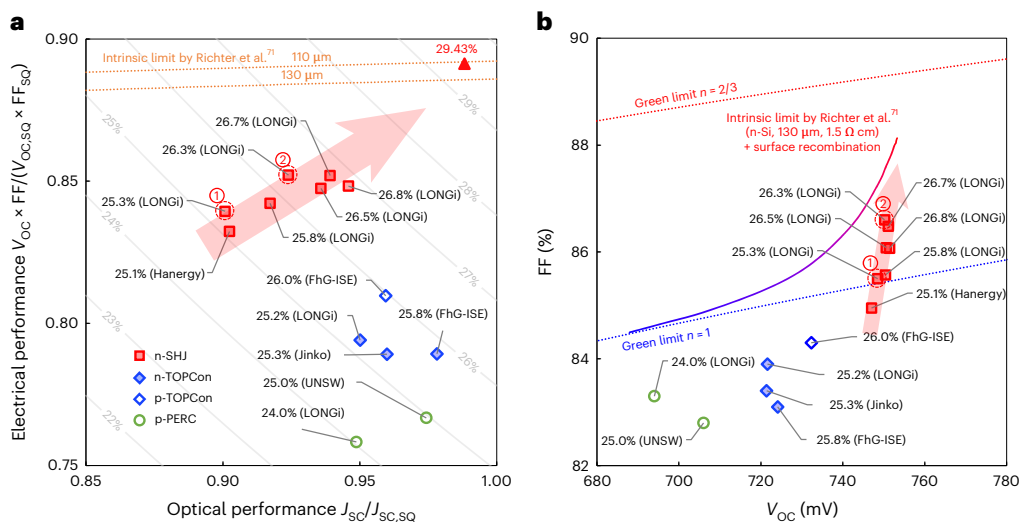 a
0.90
0.85
0.80
0.75
0.85
0.90
0.95
1.00
Electrical performance VOC × FF/(VOC,SQ × FFSQ)
Optical performance JSC/JSC,SQ
Intrinsic limit by Richter et al.71
110 μm
130 μm
29.43%
29%
28%
27%
26%
25%
24%
23%
22%
26.7% (LONGi)
2
26.3% (LONGi)
1
25.3% (LONGi)
26.8% (LONGi)
26.5% (LONGi)
25.8% (LONGi)
25.1% (Hanergy)
26.0% (FhG-ISE)
25.2% (LONGi)
25.8% (FhG-ISE)
25.3% (Jinko)
25.0% (UNSW)
24.0% (LONGi)
n-SHJ
n-TOPCon
p-TOPCon
p-PERC
b
90
88
86
84
82
680
700
720
740
760
780
FF (%)
VOC (mV)
Green limit n = 2/3
Intrinsic limit by Richter et al.71
(n-Si, 130 μm, 1.5 Ω cm)
+ surface recombination
26.3% (LONGi)
2
26.7% (LONGi)
26.5% (LONGi)
26.8% (LONGi)
25.3% (LONGi)
1
25.8% (LONGi)
25.1% (Hanergy)
Green limit n = 1
26.0% (FhG-ISE)
24.0% (LONGi)
25.2% (LONGi)
25.3% (Jinko)
25.0% (UNSW)
25.8% (FhG-ISE)